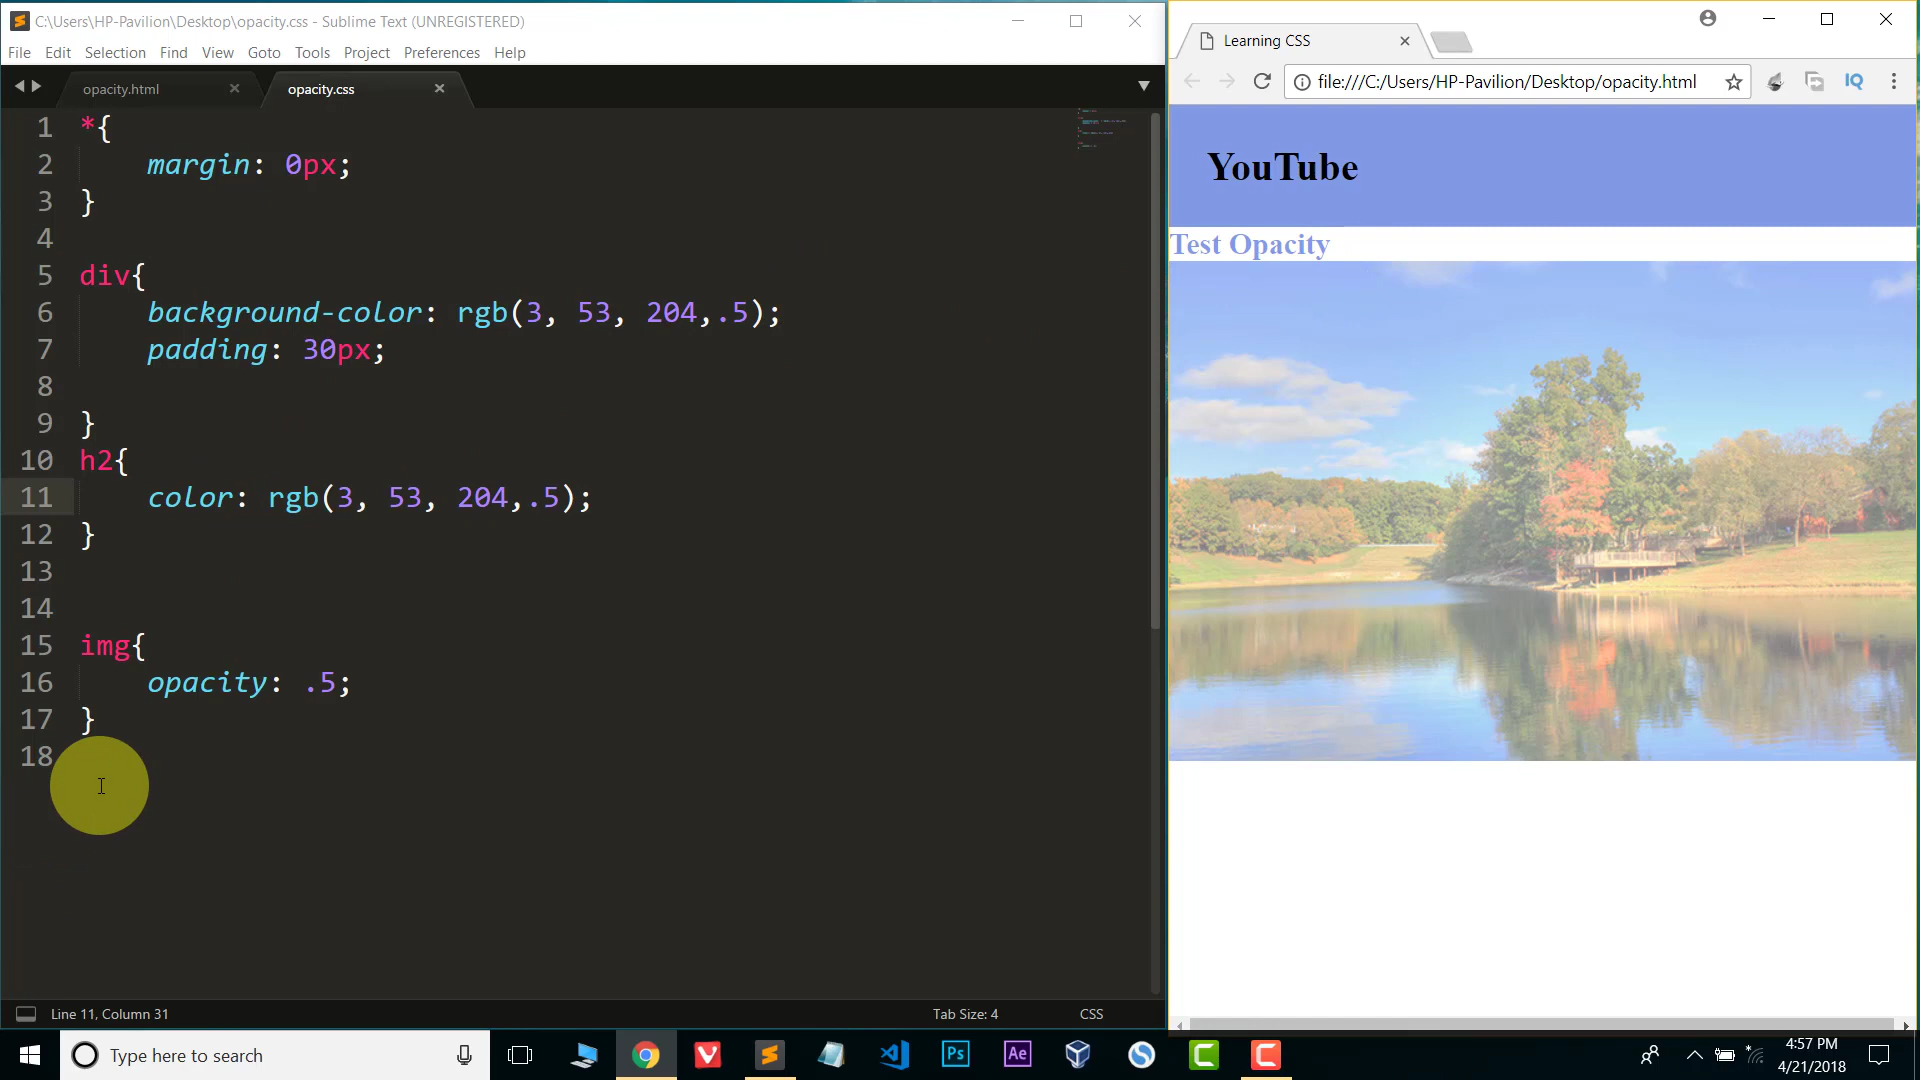 C:\Users\HP-Pavilion\Desktop\opacity.css - Sublime Text (UNREGISTERED)
File Edit Selection Find View Goto Tools Project Preferences Help
opacity.html opacity.css
1 *{
2 margin: 0px;
3 }
4
5 div{
6 background-color: rgb(3, 53, 204,.5);
7 padding: 30px;
8
9 }
10 h2{
11 color: rgb(3, 53, 204,.5);
12 }
13
14
15 img{
16 opacity: .5;
17 }
18
Line 11, Column 31 Tab Size: 4 CSS
Learning CSS
file:///C:/Users/HP-Pavilion/Desktop/opacity.html IQ
YouTube
Test Opacity
Type here to search
Ps Ae
4:57 PM
4/21/2018